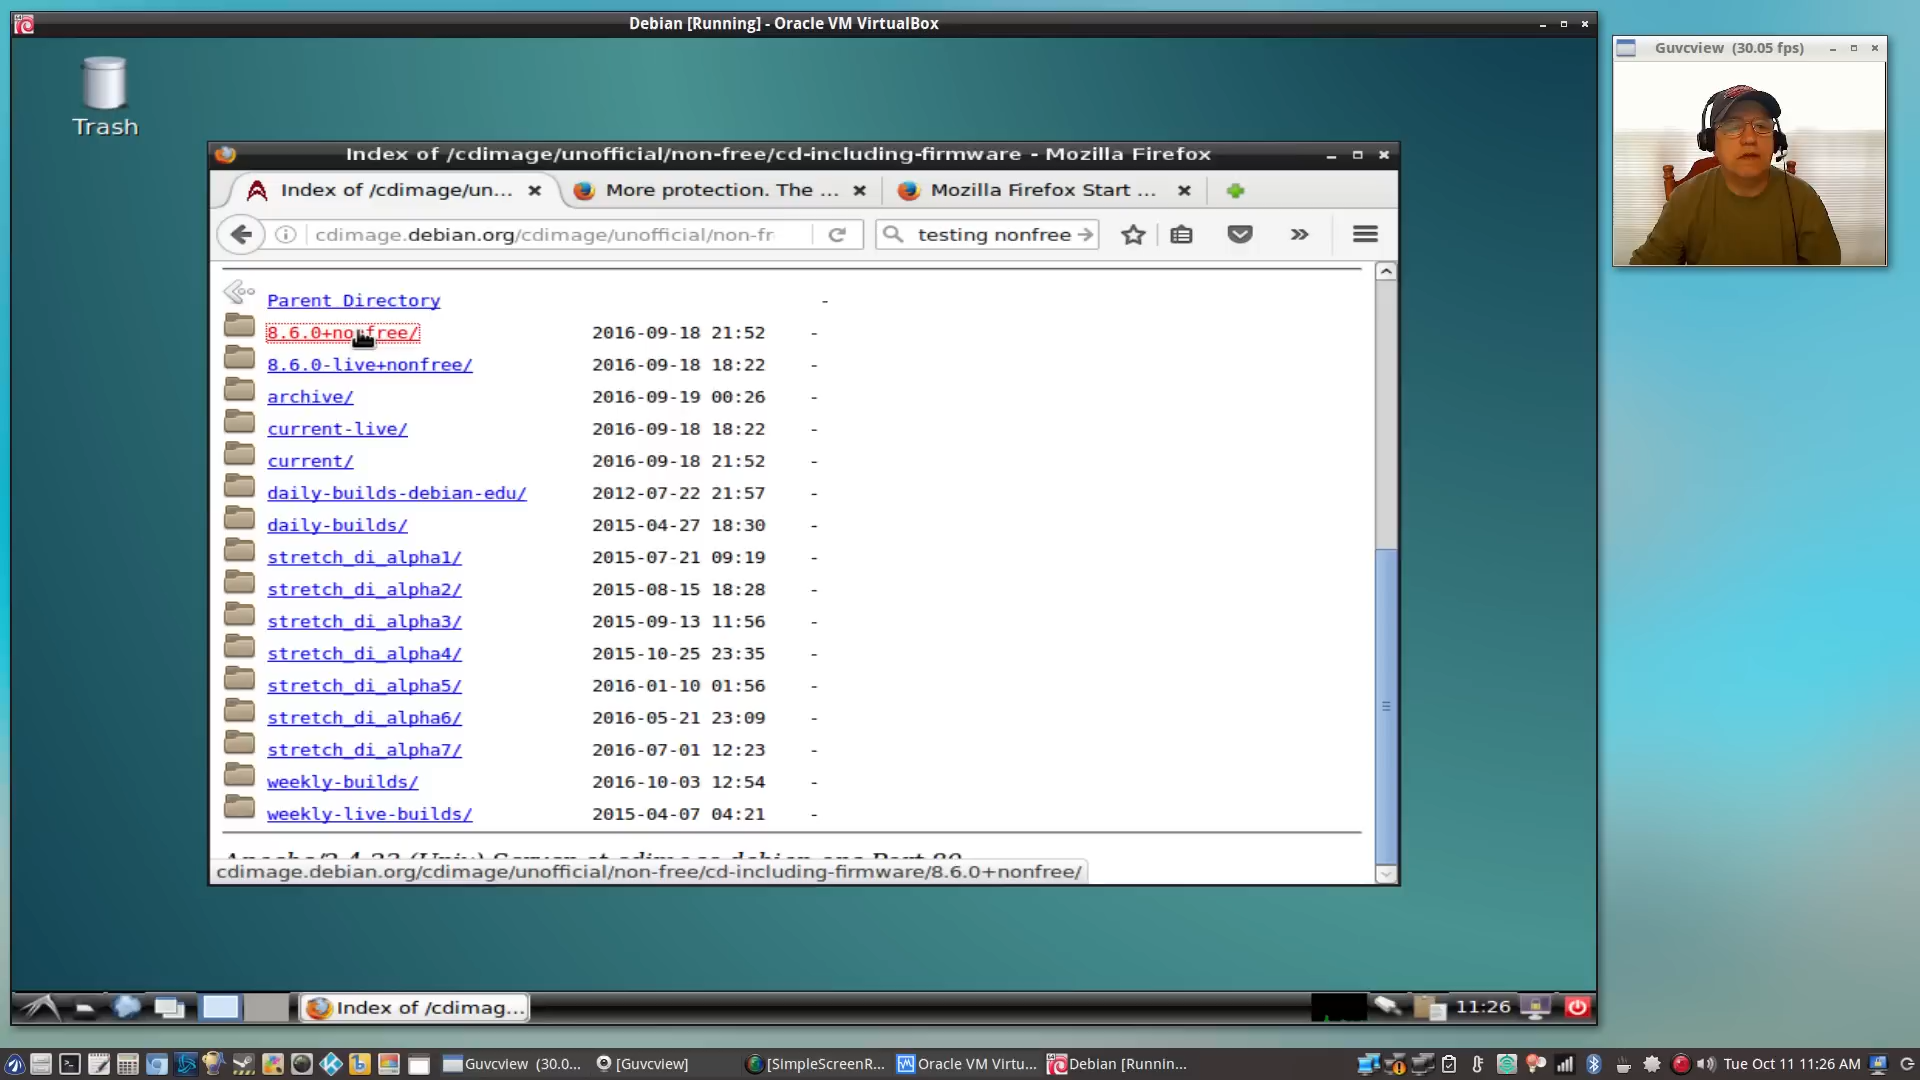 Debian [Running] - Oracle VM VirtualBox
Guvcview (30.05 fps)
Trash
Index of /cdimage/unofficial/non-free/cd-including-firmware - Mozilla Firefox
Index of /cdimage/un...
More protection. The ...
Mozilla Firefox Start ...
cdimage.debian.org/cdimage/unofficial/non-fr
testing nonfree
Parent Directory -
8.6.0+nonfree/ 2016-09-18 21:52 -
8.6.0-live+nonfree/ 2016-09-18 18:22 -
archive/ 2016-09-19 00:26 -
current-live/ 2016-09-18 18:22 -
current/ 2016-09-18 21:52 -
daily-builds-debian-edu/ 2012-07-22 21:57 -
daily-builds/ 2015-04-27 18:30 -
stretch_di_alpha1/ 2015-07-21 09:19 -
stretch_di_alpha2/ 2015-08-15 18:28 -
stretch_di_alpha3/ 2015-09-13 11:56 -
stretch_di_alpha4/ 2015-10-25 23:35 -
stretch_di_alpha5/ 2016-01-10 01:56 -
stretch_di_alpha6/ 2016-05-21 23:09 -
stretch_di_alpha7/ 2016-07-01 12:23 -
weekly-builds/ 2016-10-03 12:54 -
weekly-live-builds/ 2015-04-07 04:21 -
cdimage.debian.org/cdimage/unofficial/non-free/cd-including-firmware/8.6.0+nonfree/
Index of /cdimag...
11:26
Guvcview (30.0...
[Guvcview]
[SimpleScreenR...
Oracle VM Virtu...
Debian [Runnin...
Tue Oct 11 11:26 AM